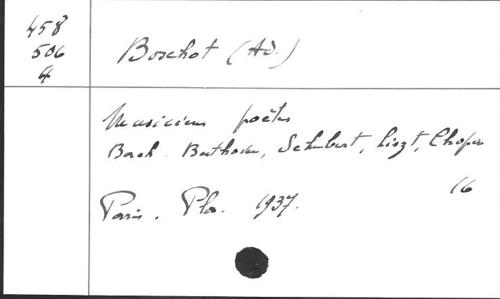 458
506
4
Boschot (Ad.)
Musiciens poètes
Bach. Beethoven, Schubert, Liszt, Chopin
16
Paris. Plon. 1937.